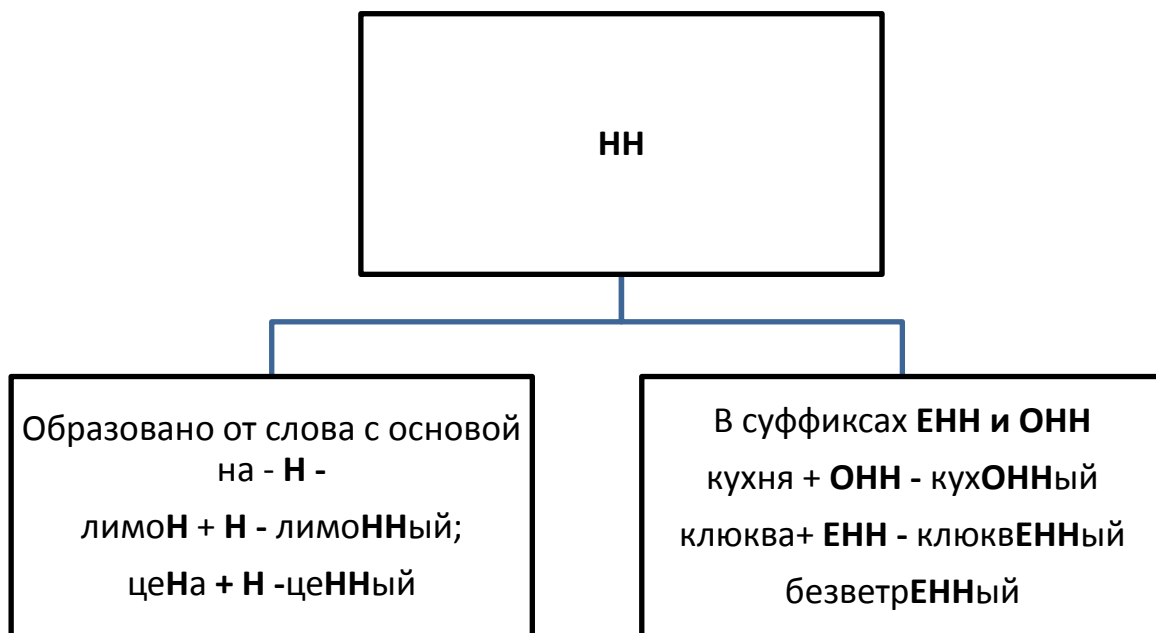 НН
Образовано от слова с основой
на - Н -
лимоН + Н - лимоННый;
цеНа + Н -цеННый
В суффиксах ЕНН и ОНН
кухня + ОНН - кухОННый
клюква+ ЕНН - клюквЕННый
безветрЕННый